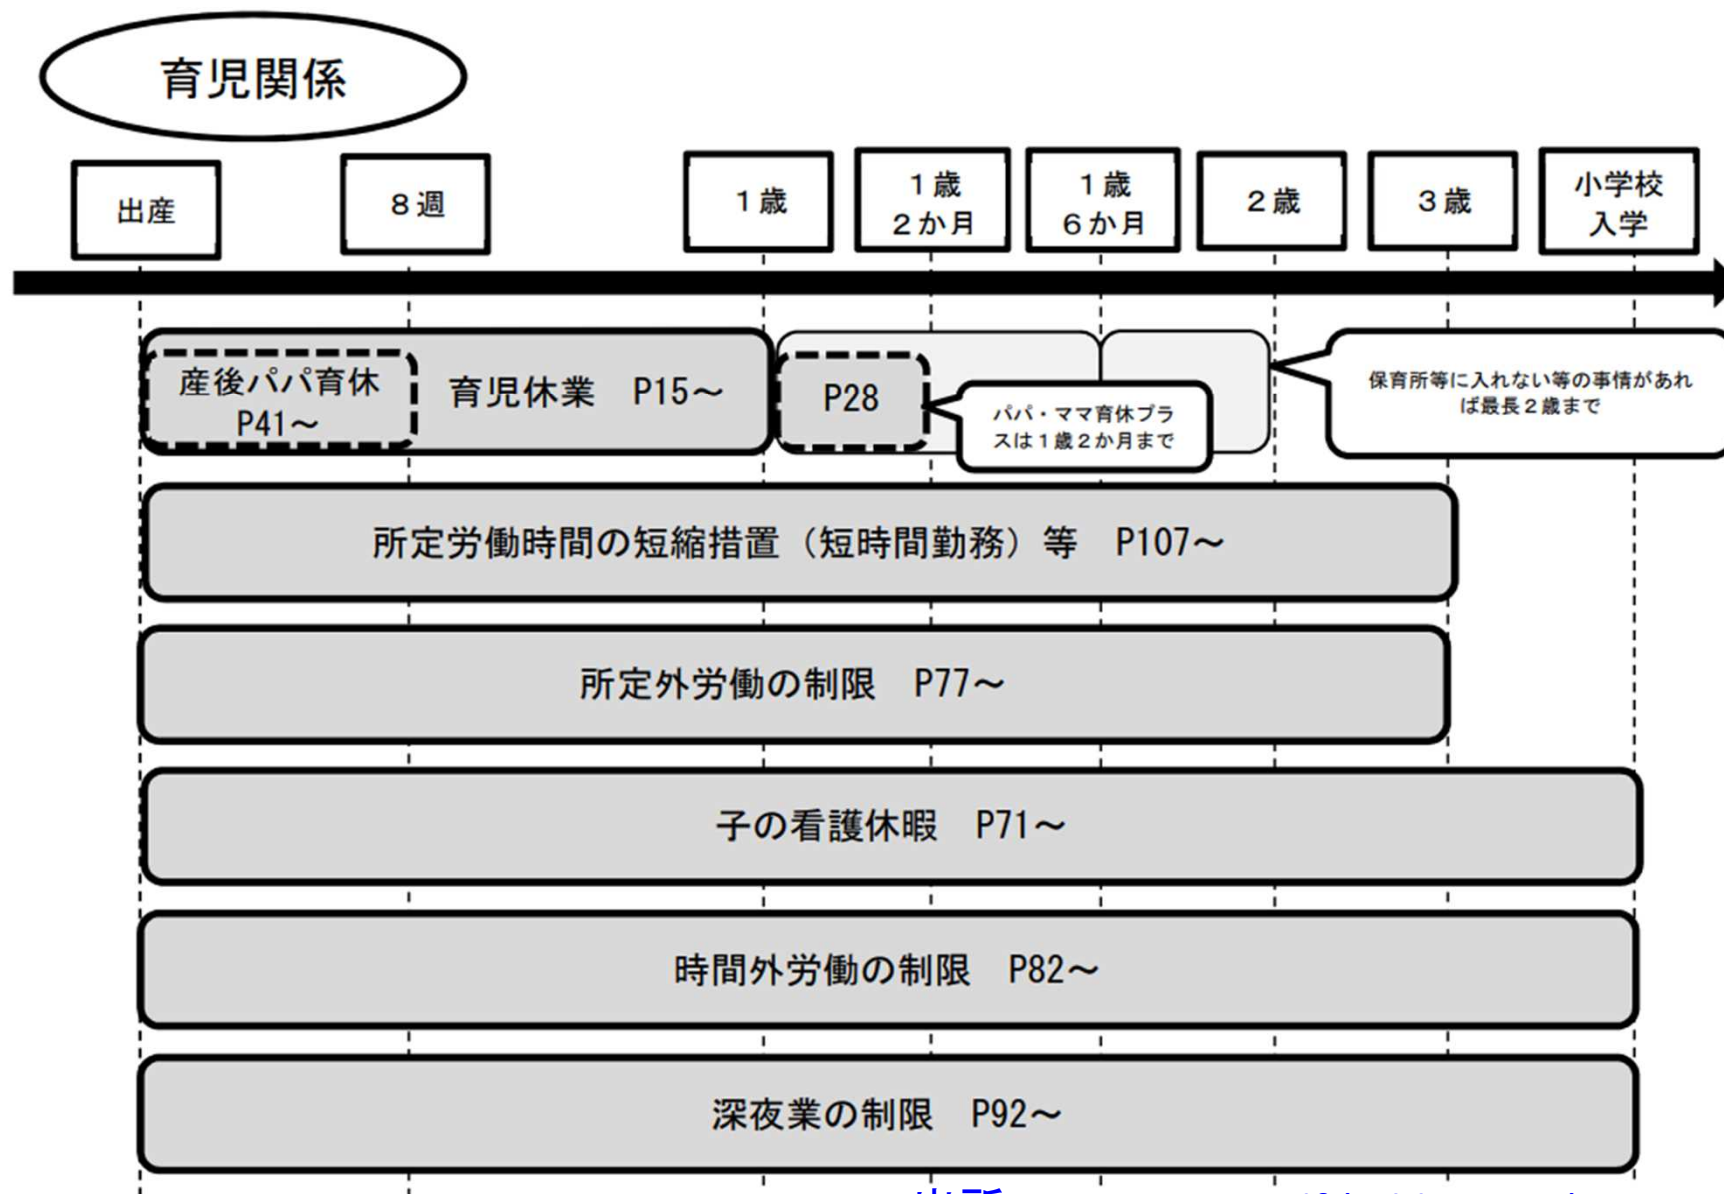 育児関係
出産
８週
１歳
１歳
２か月
１歳
６か月
２歳
３歳
小学校
入学
産後パパ育休
P41～
育児休業　P15～
P28
パパ・ママ育休プラ
スは１歳２か月まで
保育所等に入れない等の事情があれ
ば最長２歳まで
所定労働時間の短縮措置（短時間勤務）等　P107～
所定外労働の制限　P77～
子の看護休暇　P71～
時間外労働の制限　P82～
深夜業の制限　P92～